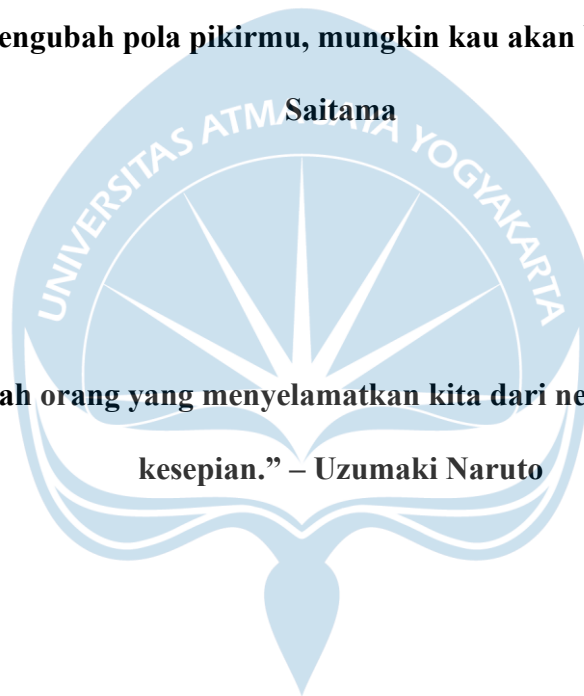 engubah pola pikirmu, mungkin kau akan
Saitama
UNIVERSITAS ATMA JAYA YOGYAKARTA
ah orang yang menyelamatkan kita dari ne
kesepian.” – Uzumaki Naruto